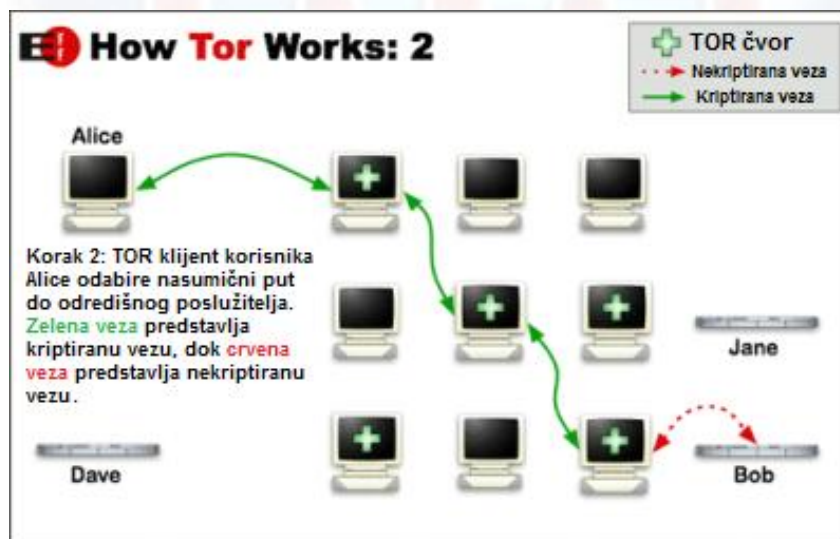 EFF How Tor Works: 2
TOR čvor
Nekriptirana veza
Kriptirana veza
Alice
Korak 2: TOR klijent korisnika
Alice odabire nasumični put
do odredišnog poslužitelja.
Zelena veza predstavlja
kriptiranu vezu, dok crvena
veza predstavlja nekriptiranu
vezu.
Jane
Dave
Bob